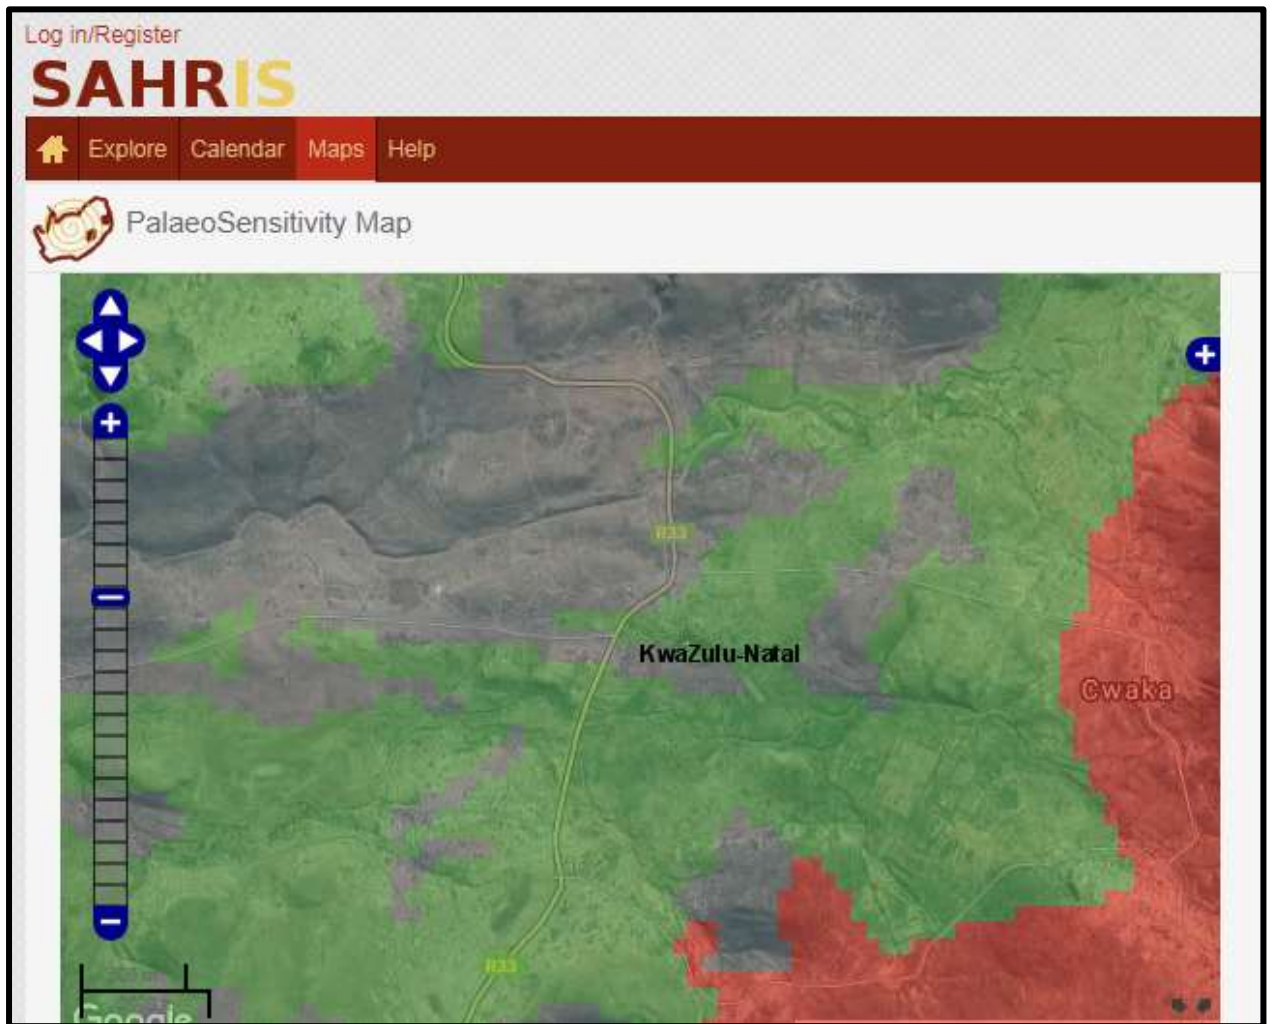 Log in/Register
SAHRIS
Explore Calendar Maps Help
PalaeoSensitivity Map
R33
KwaZulu-Natal
Cwaka
R33
Google